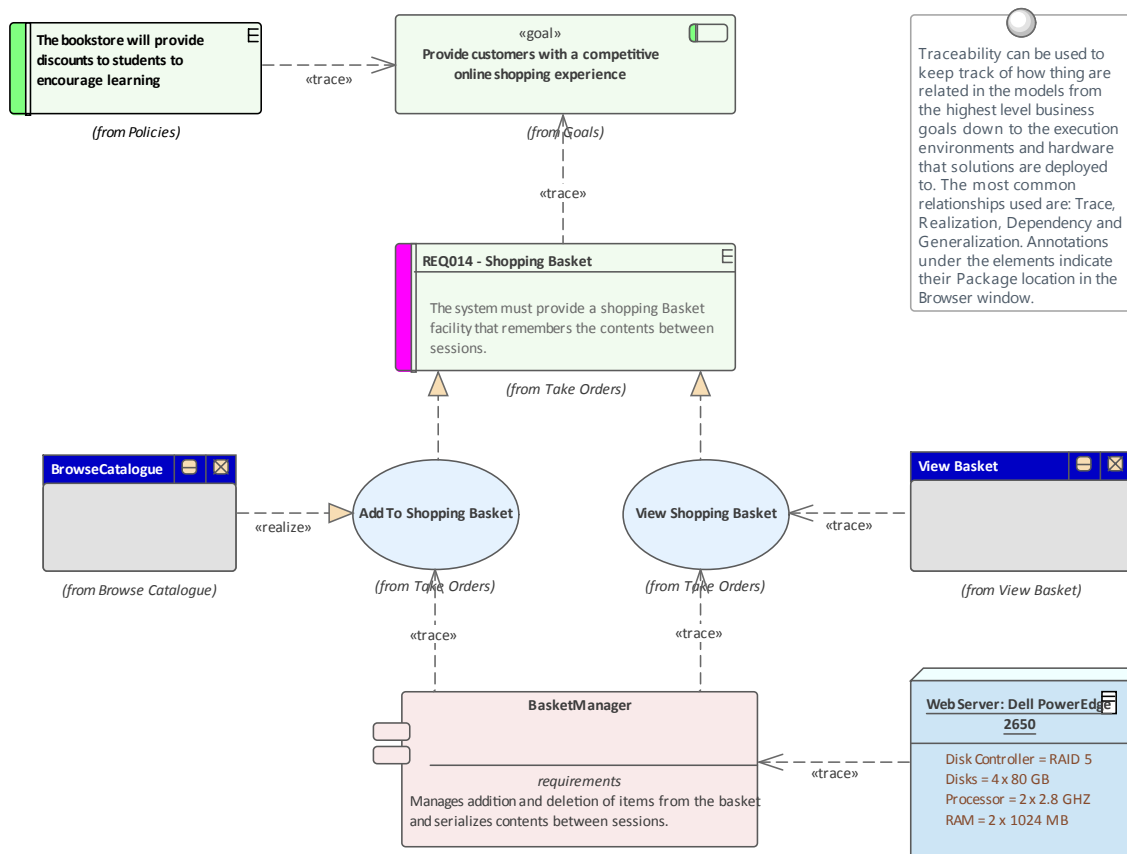 The bookstore will provide
discounts to students to
encourage learning
E
(from Policies)
«trace»
«goal»
Provide customers with a competitive
online shopping experience
(from Goals)
Traceability can be used to
keep track of how thing are
related in the models from
the highest level business
goals down to the execution
environments and hardware
that solutions are deployed
to. The most common
relationships used are: Trace,
Realization, Dependency and
Generalization. Annotations
under the elements indicate
their Package location in the
Browser window.
«trace»
REQ014 - Shopping Basket
E
The system must provide a shopping Basket
facility that remembers the contents between
sessions.
(from Take Orders)
BrowseCatalogue
(from Browse Catalogue)
«realize»
Add To Shopping Basket
(from Take Orders)
View Shopping Basket
(from Take Orders)
«trace»
View Basket
(from View Basket)
«trace»
«trace»
BasketManager
requirements
Manages addition and deletion of items from the basket
and serializes contents between sessions.
«trace»
Web Server: Dell PowerEdge
2650
Disk Controller = RAID 5
Disks = 4 x 80 GB
Processor = 2 x 2.8 GHZ
RAM = 2 x 1024 MB